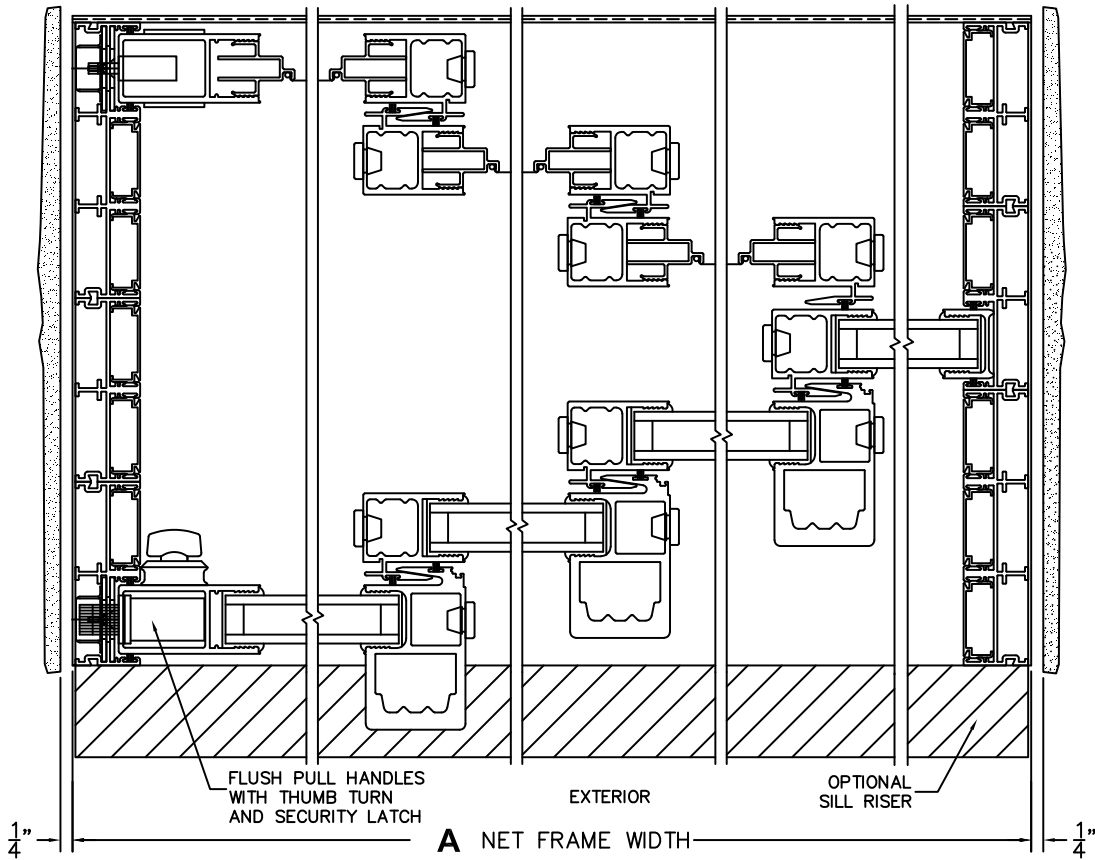 FLUSH PULL HANDLES
WITH THUMB TURN
AND SECURITY LATCH
EXTERIOR
OPTIONAL
SILL RISER
1/4"
A NET FRAME WIDTH
1/4"